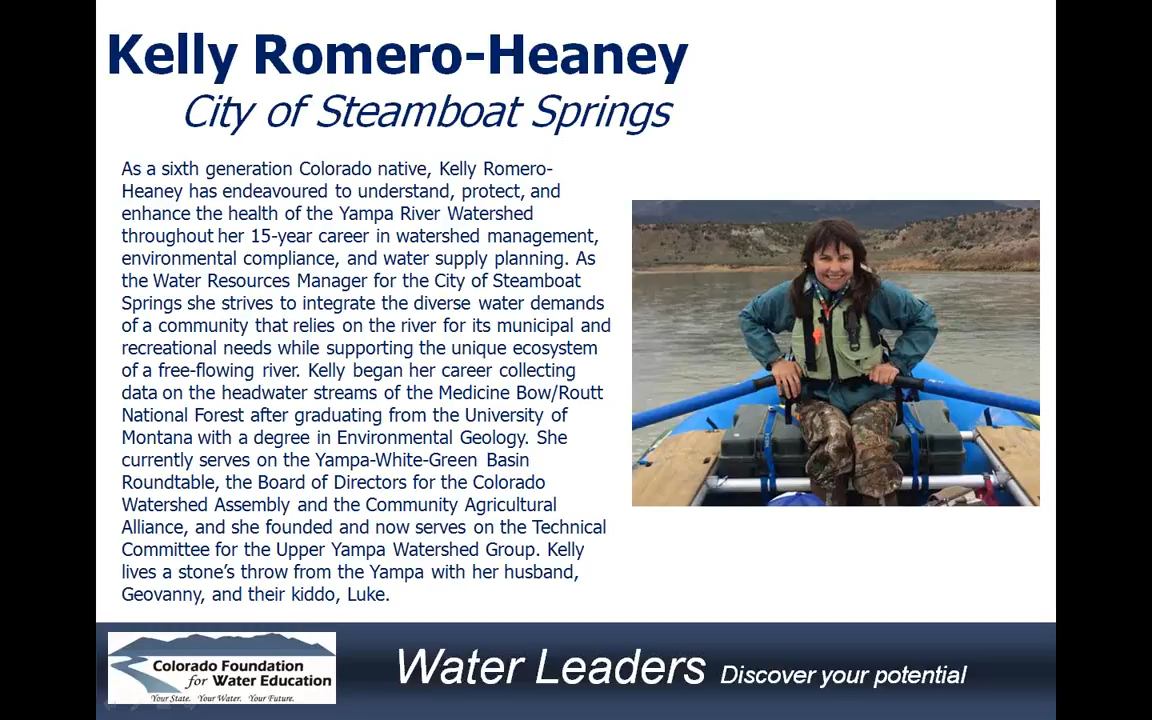 Kelly Romero-Heaney
City of Steamboat Springs
As a sixth generation Colorado native, Kelly Romero-
Heaney has endeavoured to understand, protect, and
enhance the health of the Yampa River Watershed
throughout her 15-year career in watershed management,
environmental compliance, and water supply planning. As
the Water Resources Manager for the City of Steamboat
Springs she strives to integrate the diverse water demands
of a community that relies on the river for its municipal and
recreational needs while supporting the unique ecosystem
of a free-flowing river. Kelly began her career collecting
data on the headwater streams of the Medicine Bow/Routt
National Forest after graduating from the University of
Montana with a degree in Environmental Geology. She
currently serves on the Yampa-White-Green Basin
Roundtable, the Board of Directors for the Colorado
Watershed Assembly and the Community Agricultural
Alliance, and she founded and now serves on the Technical
Committee for the Upper Yampa Watershed Group. Kelly
lives a stone’s throw from the Yampa with her husband,
Geovanny, and their kiddo, Luke.
Colorado Foundation
for Water Education
Your State. Your Water. Your Future.
Water Leaders Discover your potential